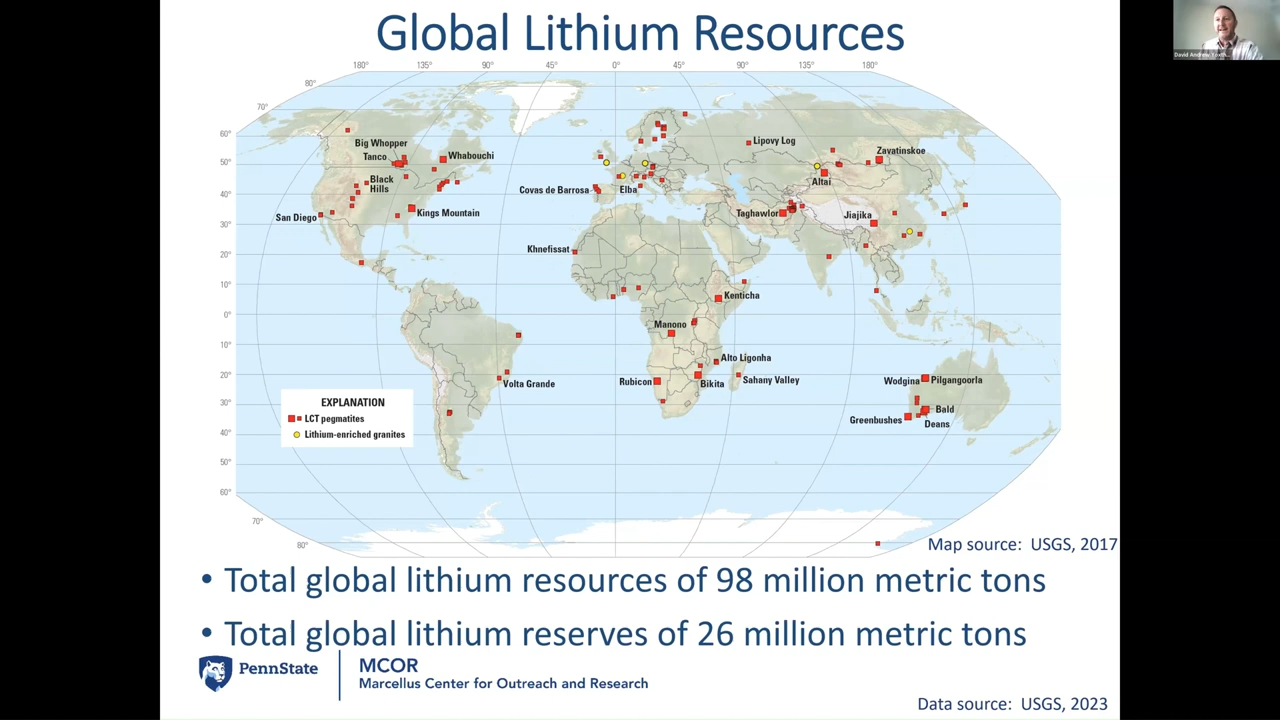 Global Lithium Resources
180° 135° 90° 45° 0° 45° 90° 135° 180°
80°
70°
60°
50°
40°
30°
20°
10°
0°
10°
20°
30°
40°
50°
60°
70°
80°
Big Whopper
Tanco
Whabouchi
Black
Hills
San Diego
Kings Mountain
Covas de Barrosa
Elba
Lipovy Log
Zavatinskoe
Altai
Taghawlor
Jiajika
Khnefissat
Kenticha
Manono
Alto Ligonha
Volta Grande
Rubicon
Bikita
Sahany Valley
Wodgina
Pilgangoorla
Greenbushes
Bald
Deans
EXPLANATION
LCT pegmatites
Lithium-enriched granites
Map source: USGS, 2017
• Total global lithium resources of 98 million metric tons
• Total global lithium reserves of 26 million metric tons
PennState
MCOR
Marcellus Center for Outreach and Research
Data source: USGS, 2023
David Andrew